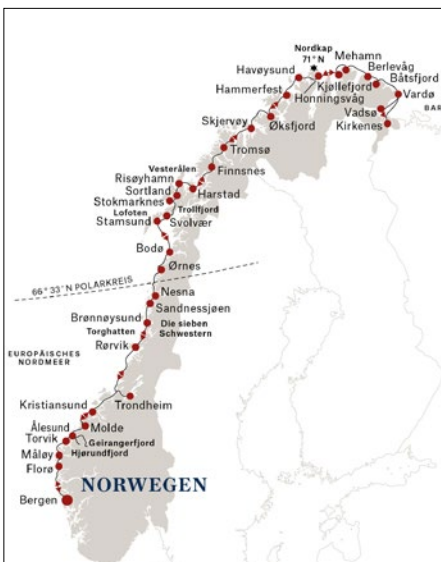 Nordkap
71° N
Mehamn
Berlevåg
Havøysund
Båtsfjord
Kjøllefjord
Hammerfest
Vardø
Honningsvåg
BAR
Vadsø
Skjervøy
Øksfjord
Kirkenes
Tromsø
Vesterålen
Finnsnes
Risøyhamn
Sortland
Harstad
Stokmarknes
Trollfjord
Lofoten
Stamsund
Svolvær
Bodø
Ørnes
66° 33´N POLARKREIS
Nesna
Sandnessjøen
Brønnøysund
Die sieben
Schwestern
Torghatten
EUROPÄISCHES
NORDMEER
Rørvik
Kristiansund
Trondheim
Ålesund
Molde
Torvik
Geirangerfjord
Måløy
Hjørundfjord
Florø
NORWEGEN
Bergen